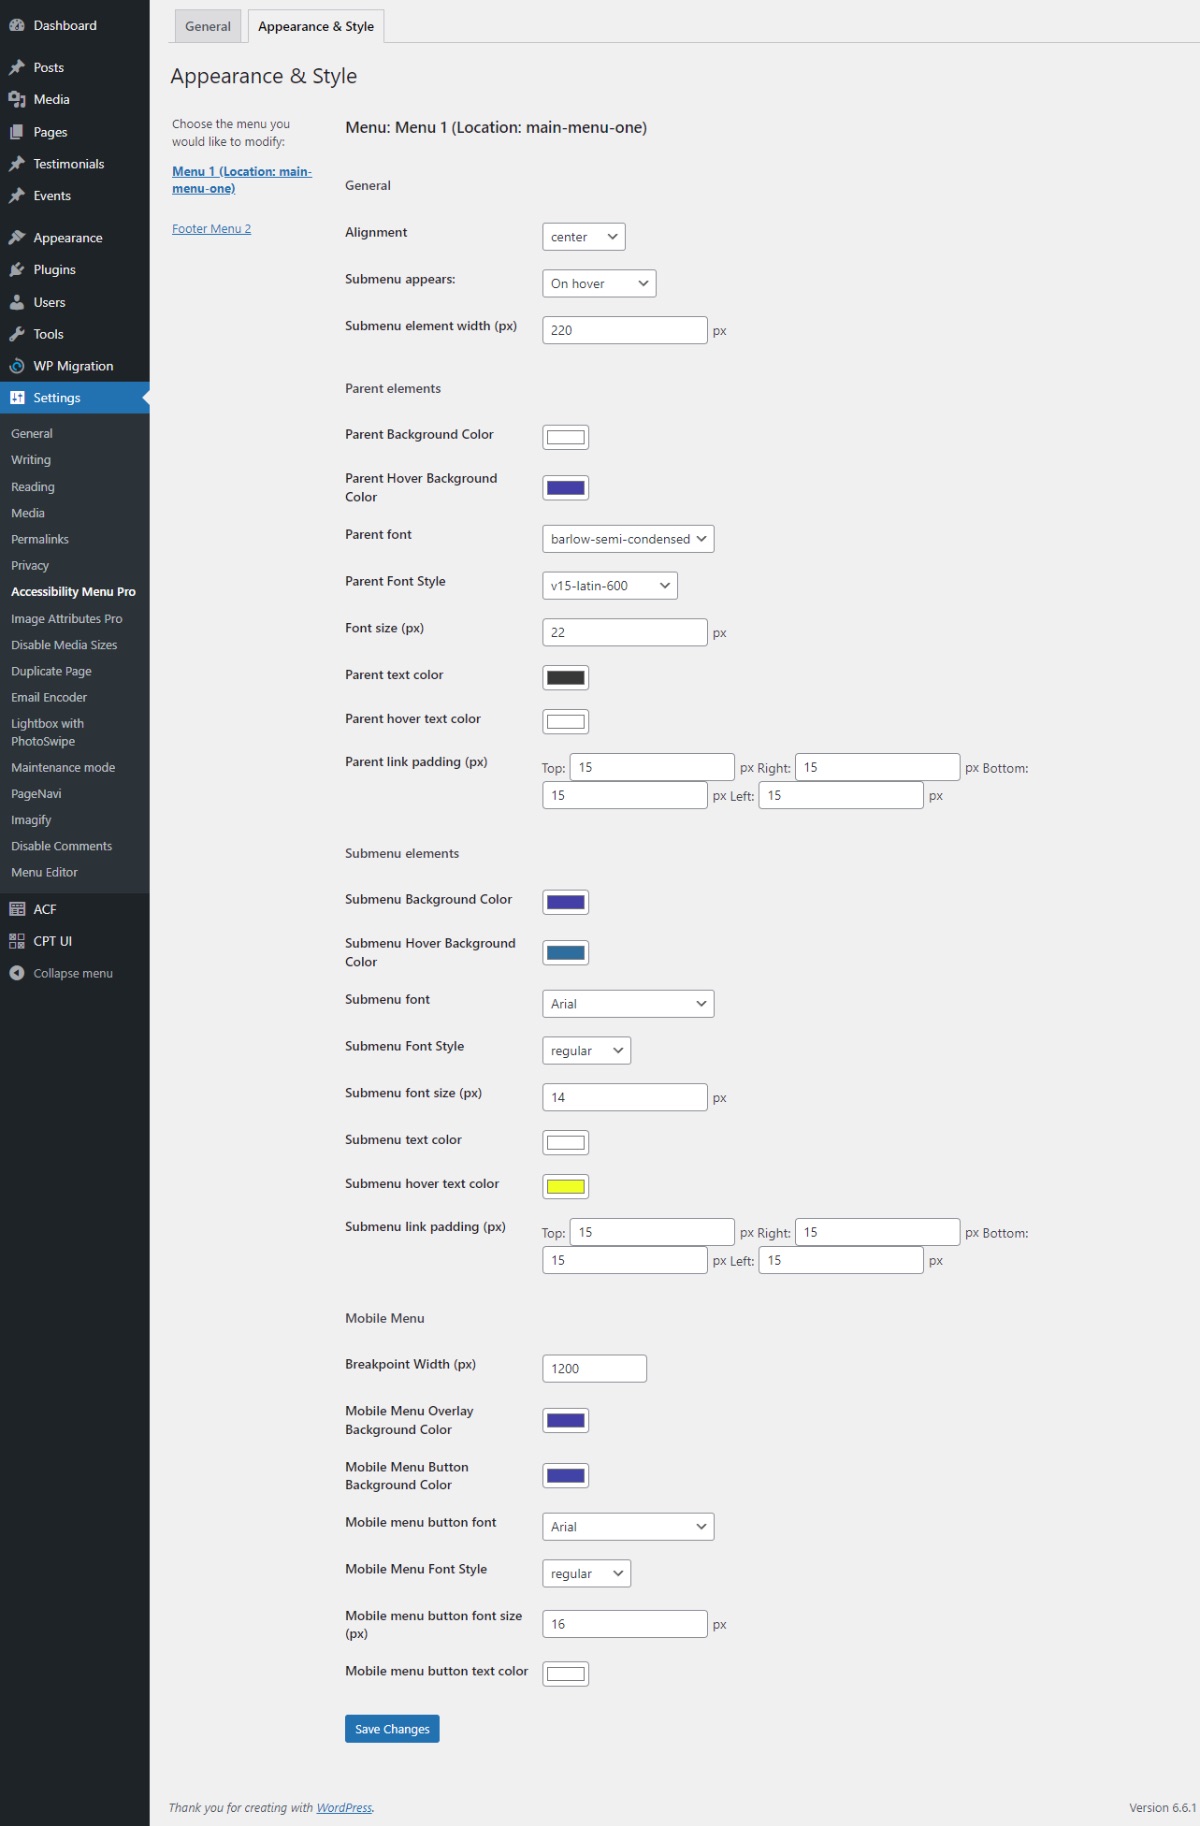 Dashboard
Posts
Media
Pages
Testimonials
Events
Appearance
Plugins
Users
Tools
WP Migration
Settings
General
Writing
Reading
Media
Permalinks
Privacy
Accessibility Menu Pro
Image Attributes Pro
Disable Media Sizes
Duplicate Page
Email Encoder
Lightbox with
PhotoSwipe
Maintenance mode
PageNavi
Imagify
Disable Comments
Menu Editor
ACF
CPT UI
Collapse menu
General
Appearance & Style
Appearance & Style
Choose the menu you
would like to modify:
Menu 1 (Location: main-
menu-one)
Footer Menu 2
Menu: Menu 1 (Location: main-menu-one)
General
Alignment center
Submenu appears: On hover
Submenu element width (px) 220 px
Parent elements
Parent Background Color
Parent Hover Background
Color
Parent font barlow-semi-condensed
Parent Font Style v15-latin-600
Font size (px) 22 px
Parent text color
Parent hover text color
Parent link padding (px) Top: 15 px Right: 15 px Bottom:
15 px Left: 15 px
Submenu elements
Submenu Background Color
Submenu Hover Background
Color
Submenu font Arial
Submenu Font Style regular
Submenu font size (px) 14 px
Submenu text color
Submenu hover text color
Submenu link padding (px) Top: 15 px Right: 15 px Bottom:
15 px Left: 15 px
Mobile Menu
Breakpoint Width (px) 1200
Mobile Menu Overlay
Background Color
Mobile Menu Button
Background Color
Mobile menu button font Arial
Mobile Menu Font Style regular
Mobile menu button font size
(px) 16 px
Mobile menu button text color
Save Changes
Thank you for creating with WordPress.
Version 6.6.1